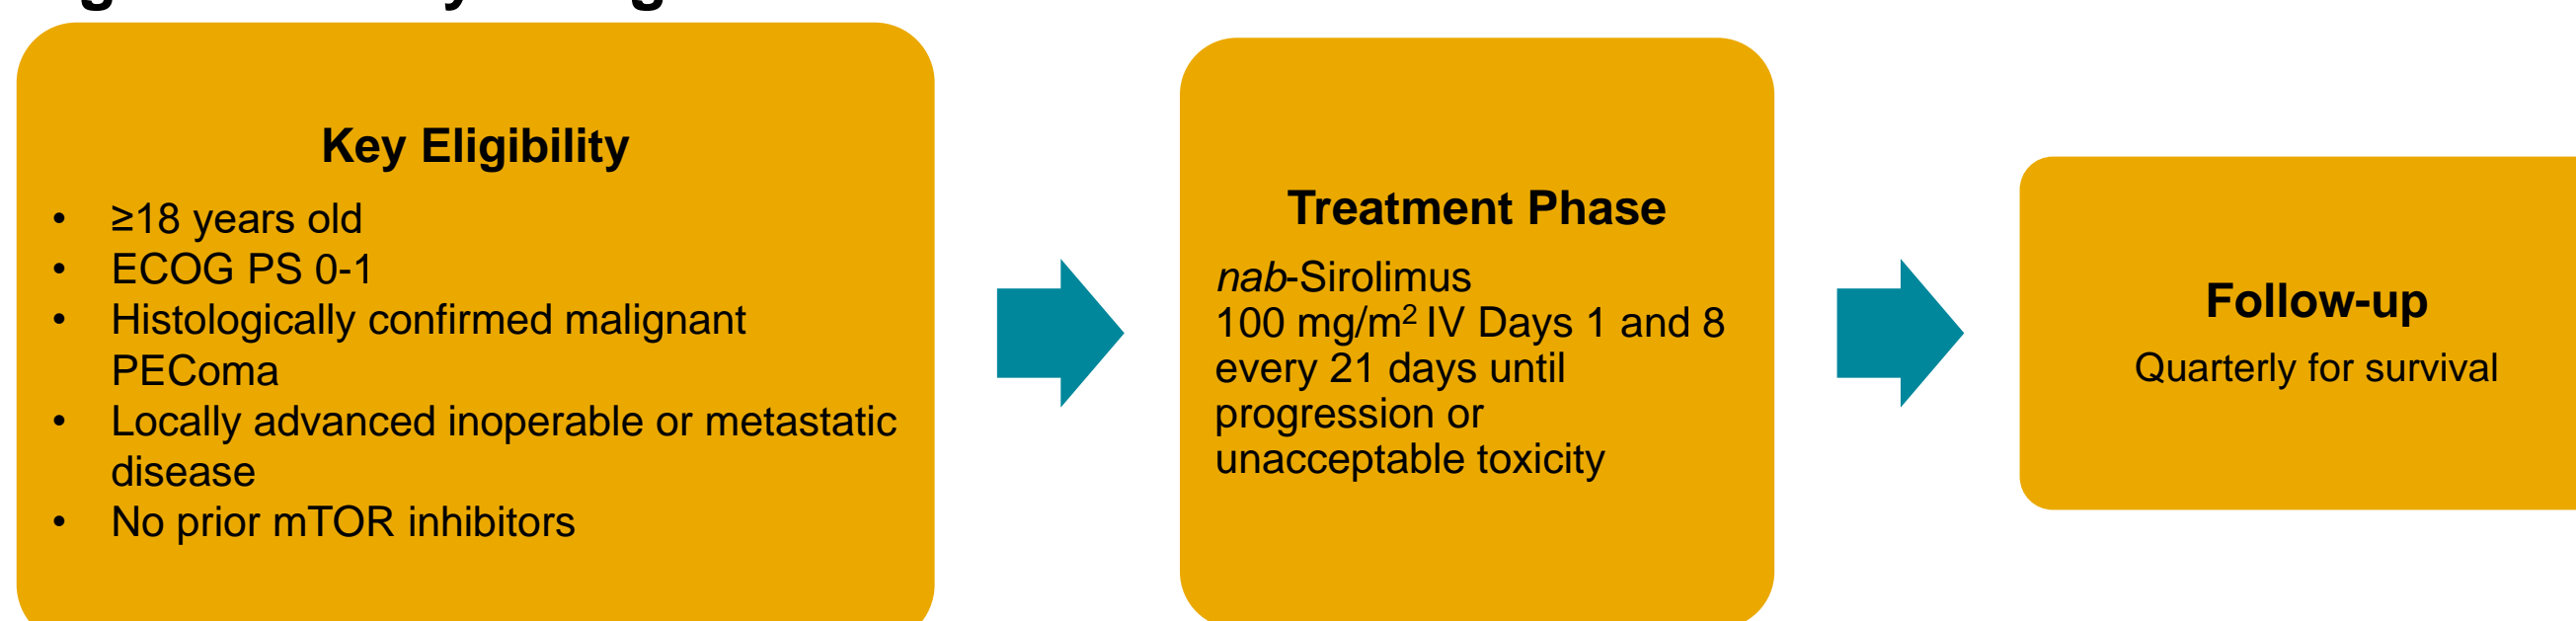 Key Eligibility
• ≥18 years old
• ECOG PS 0-1
• Histologically confirmed malignant
PEComa
• Locally advanced inoperable or metastatic
disease
• No prior mTOR inhibitors
Treatment Phase
nab-Sirolimus
100 mg/m² IV Days 1 and 8
every 21 days until
progression or
unacceptable toxicity
Follow-up
Quarterly for survival